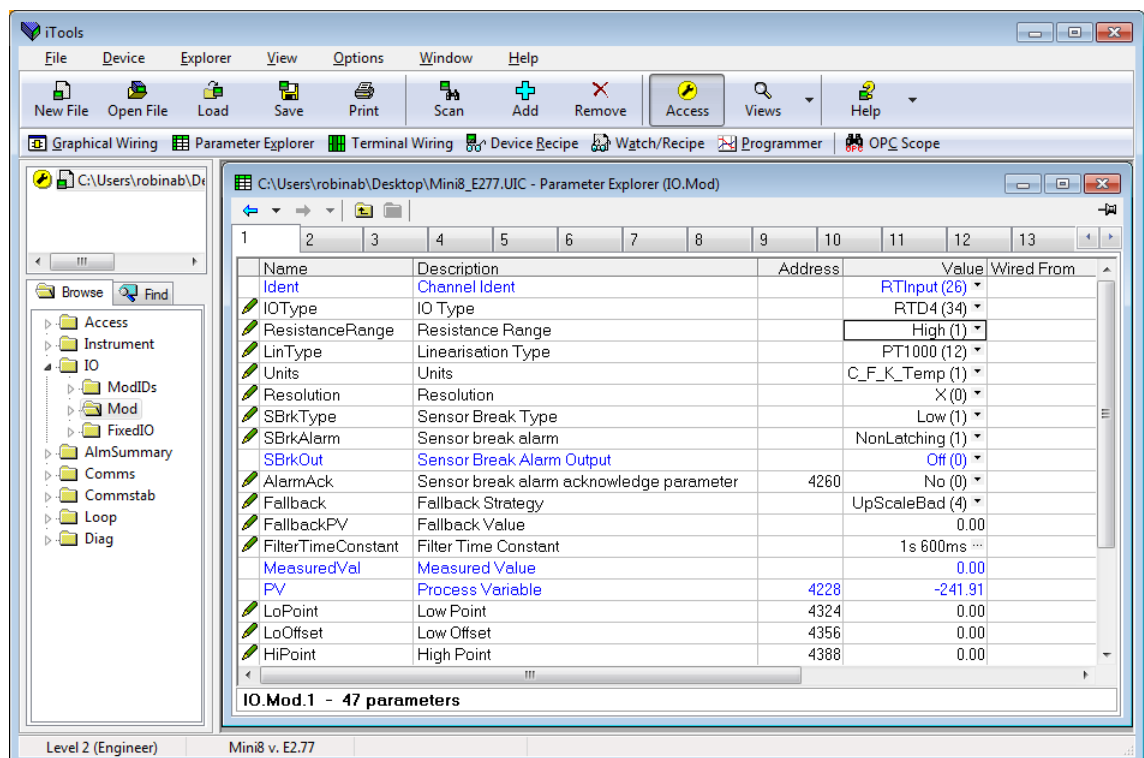 iTools
File Device Explorer View Options Window Help
New File Open File Load Save Print Scan Add Remove Access Views Help
Graphical Wiring Parameter Explorer Terminal Wiring Device Recipe Watch/Recipe Programmer OPC Scope
C:\Users\robinab\De
Browse Find
Access
Instrument
IO
ModIDs
Mod
FixedIO
AlmSummary
Comms
Commstab
Loop
Diag
C:\Users\robinab\Desktop\Mini8_E277.UIC - Parameter Explorer (IO.Mod)
1 2 3 4 5 6 7 8 9 10 11 12 13
Name Description Address Value Wired From
Ident Channel Ident RTInput (26)
IOType IO Type RTD4 (34)
ResistanceRange Resistance Range High (1)
LinType Linearisation Type PT1000 (12)
Units Units C_F_K_Temp (1)
Resolution Resolution X (0)
SBrkType Sensor Break Type Low (1)
SBrkAlarm Sensor break alarm NonLatching (1)
SBrkOut Sensor Break Alarm Output Off (0)
AlarmAck Sensor break alarm acknowledge parameter 4260 No (0)
Fallback Fallback Strategy UpScaleBad (4)
FallbackPV Fallback Value 0.00
FilterTimeConstant Filter Time Constant 1s 600ms ...
MeasuredVal Measured Value 0.00
PV Process Variable 4228 -241.91
LoPoint Low Point 4324 0.00
LoOffset Low Offset 4356 0.00
HiPoint High Point 4388 0.00
IO.Mod.1 - 47 parameters
Level 2 (Engineer) Mini8 v. E2.77